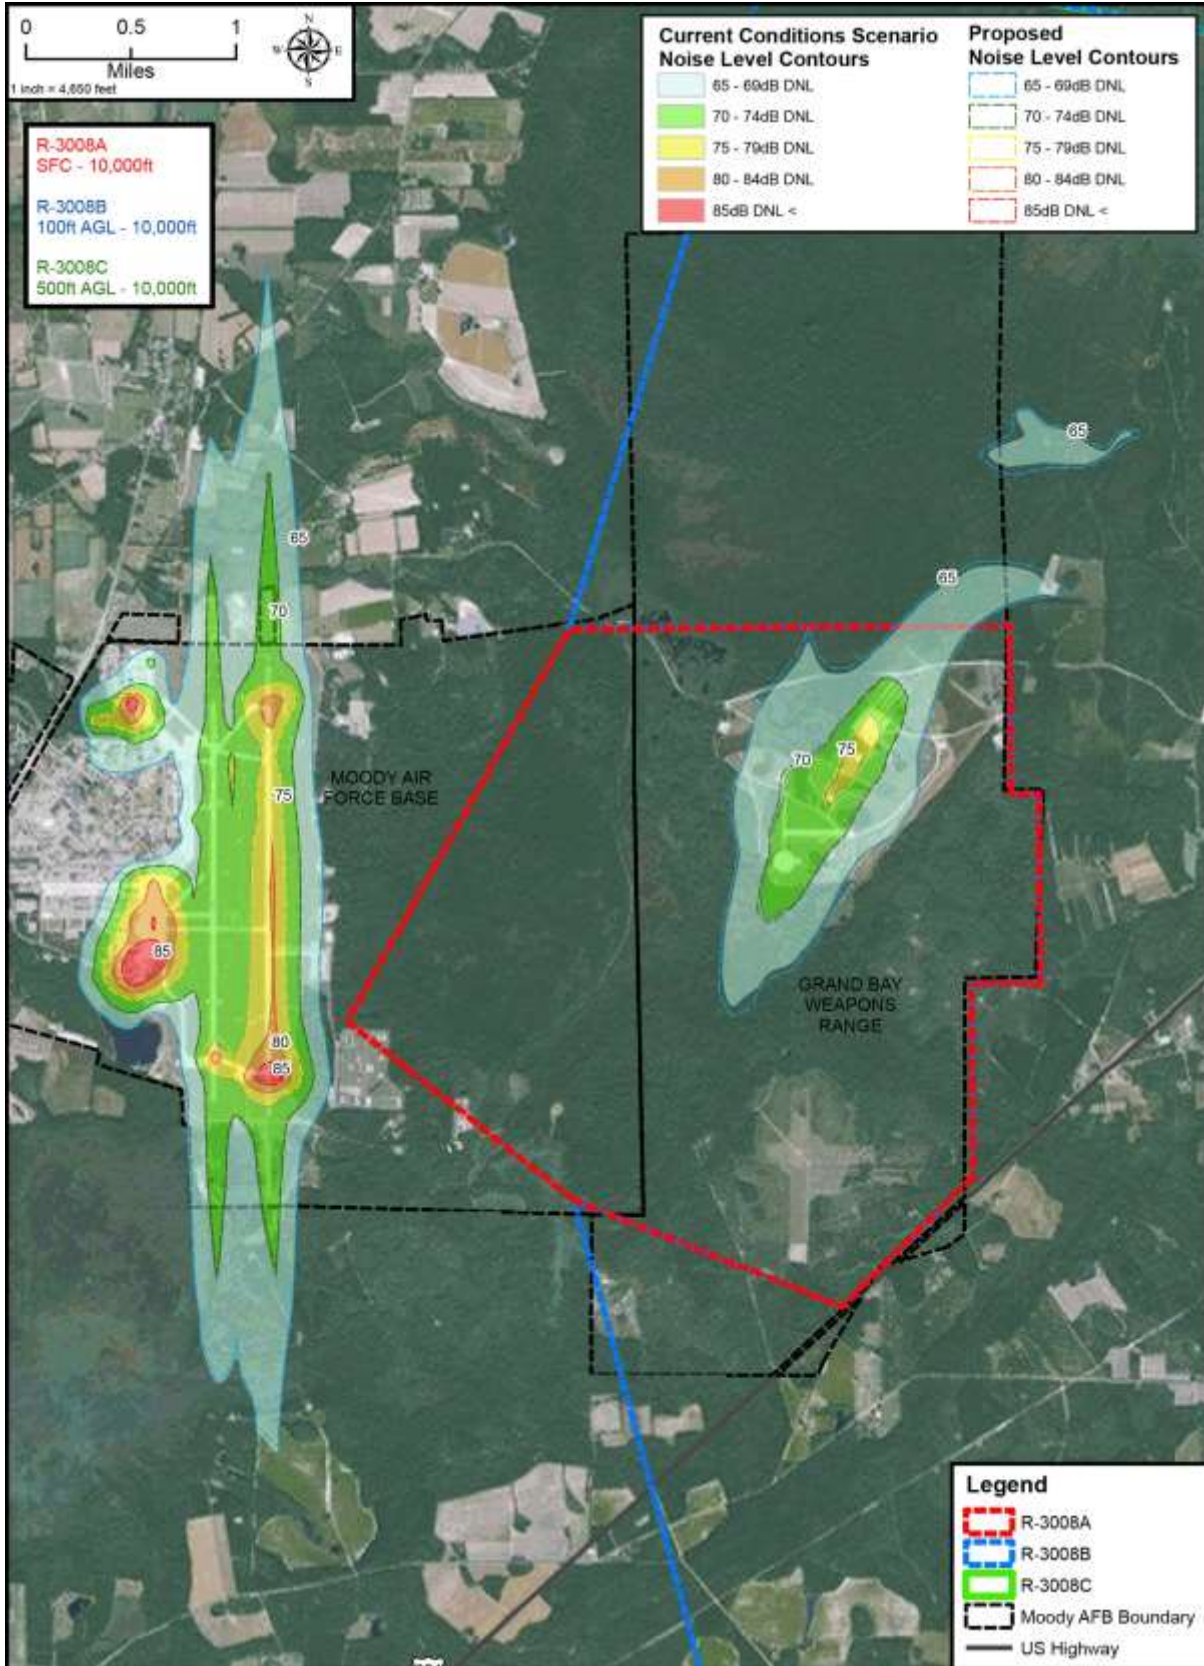 0 0.5 1
Miles
1 inch = 4,650 feet
N
W E
S
R-3008A
SFC - 10,000ft
R-3008B
100ft AGL - 10,000ft
R-3008C
500ft AGL - 10,000ft
Current Conditions Scenario
Noise Level Contours
65 - 69dB DNL
70 - 74dB DNL
75 - 79dB DNL
80 - 84dB DNL
85dB DNL <
Proposed
Noise Level Contours
65 - 69dB DNL
70 - 74dB DNL
75 - 79dB DNL
80 - 84dB DNL
85dB DNL <
65
65
65
70
70
75
75
MOODY AIR
FORCE BASE
85
GRAND BAY
WEAPONS
RANGE
80
85
Legend
R-3008A
R-3008B
R-3008C
Moody AFB Boundary
US Highway